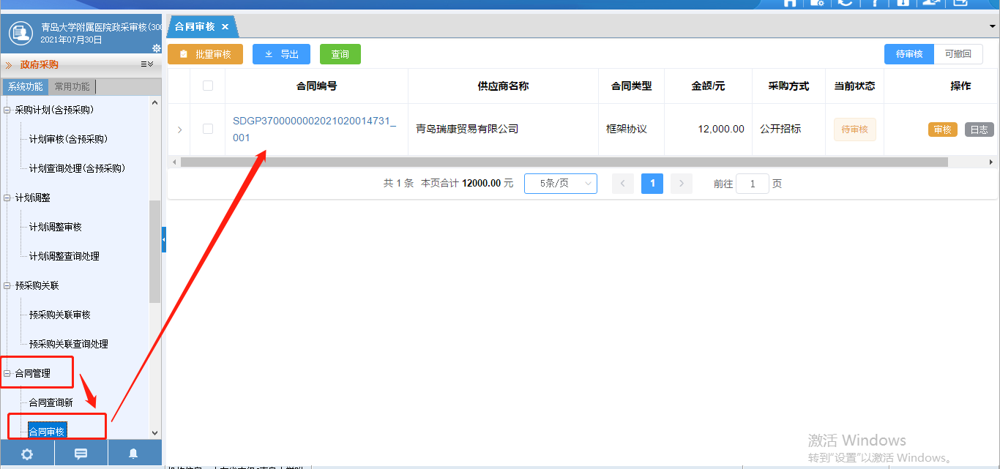 青岛大学附属医院政采审核(300
2021年07月30日
政府采购
系统功能 常用功能
采购计划(含预采购)
计划审核(含预采购)
计划查询处理(含预采购)
计划调整
计划调整审核
计划调整查询处理
预采购关联
预采购关联审核
预采购关联查询处理
合同管理
合同查询新
合同审核
合同审核 ×
批量审核 导出 查询 待审核 可撤回
合同编号 供应商名称 合同类型 金额/元 采购方式 当前状态 操作
SDGP3700000002021020014731_
001
青岛瑞康贸易有限公司 框架协议 12,000.00 公开招标 待审核 审核 日志
共 1 条 本页合计 12000.00 元 5条/页 1 前往 1 页
激活 Windows
转到"设置"以激活 Windows。